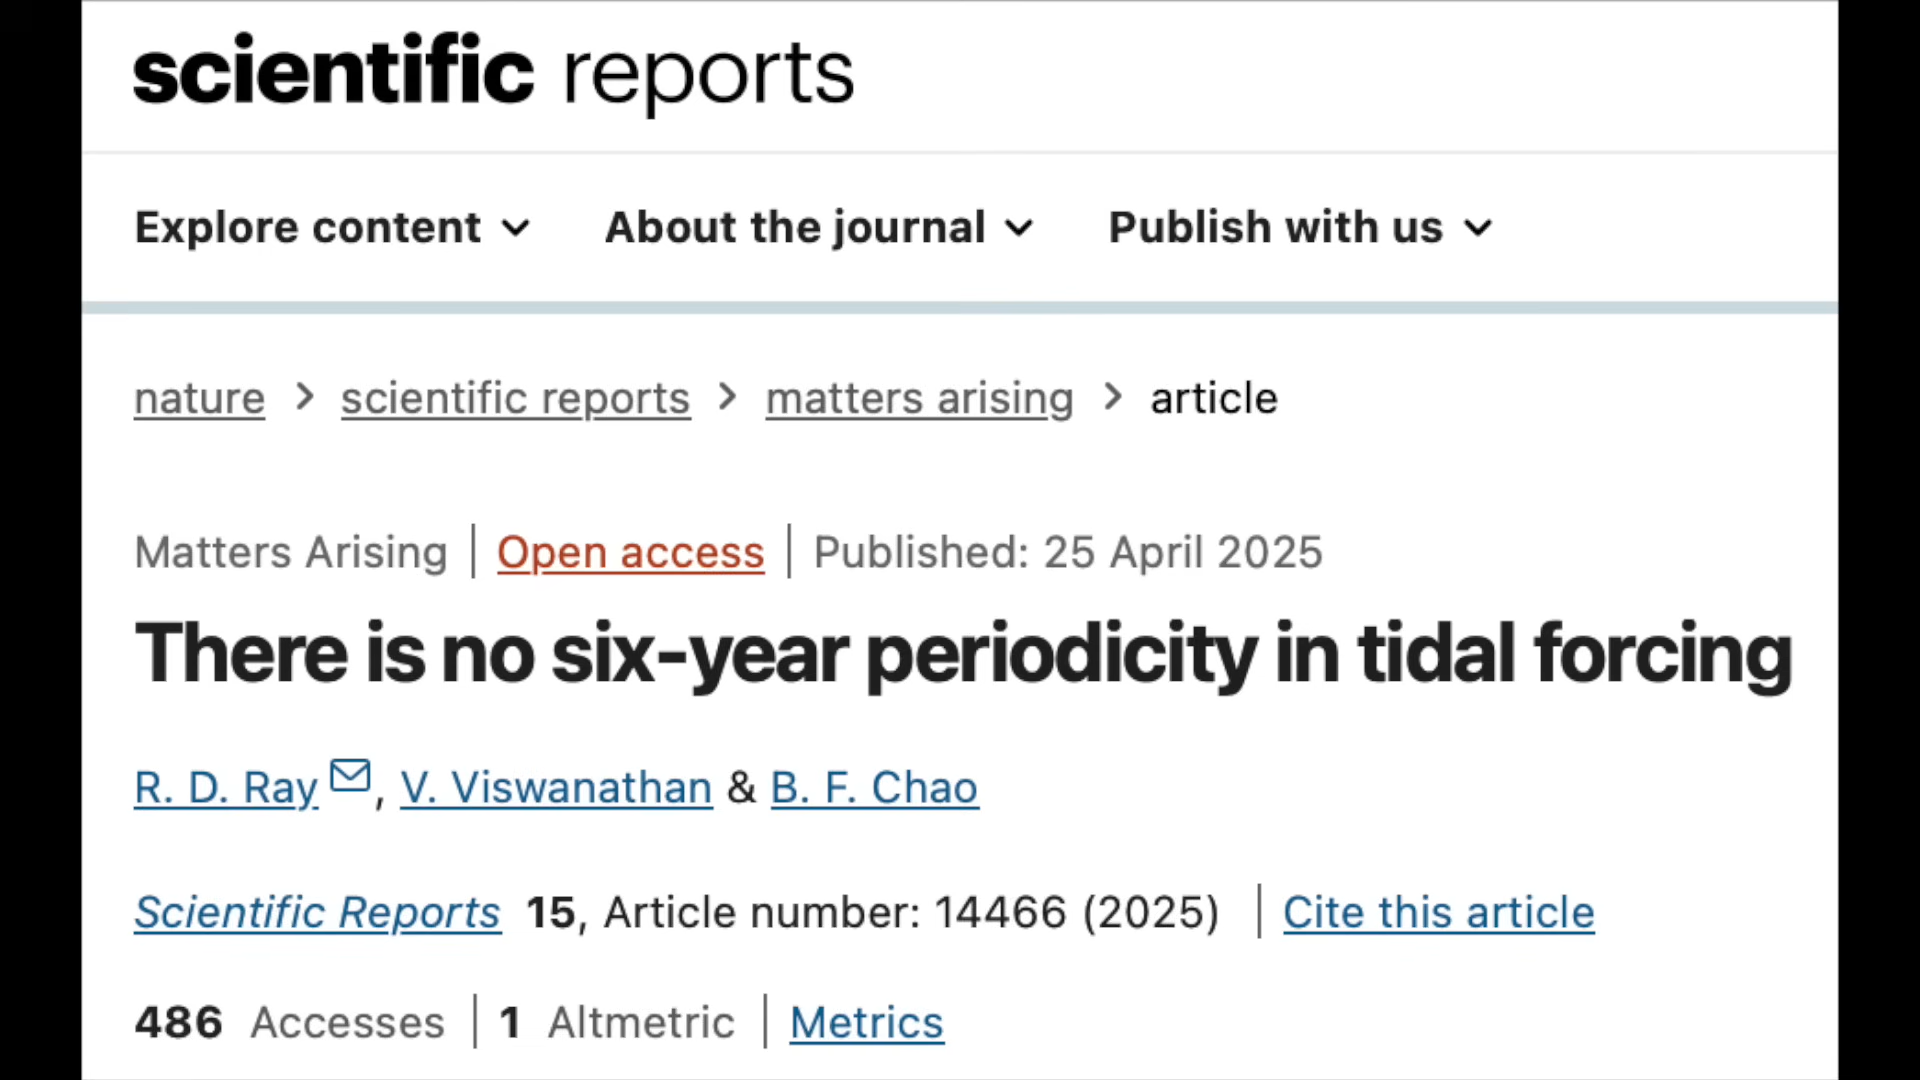 scientific reports
Explore content About the journal Publish with us
nature > scientific reports > matters arising > article
Matters Arising | Open access | Published: 25 April 2025
There is no six-year periodicity in tidal forcing
R. D. Ray, V. Viswanathan & B. F. Chao
Scientific Reports 15, Article number: 14466 (2025) | Cite this article
486 Accesses | 1 Altmetric | Metrics